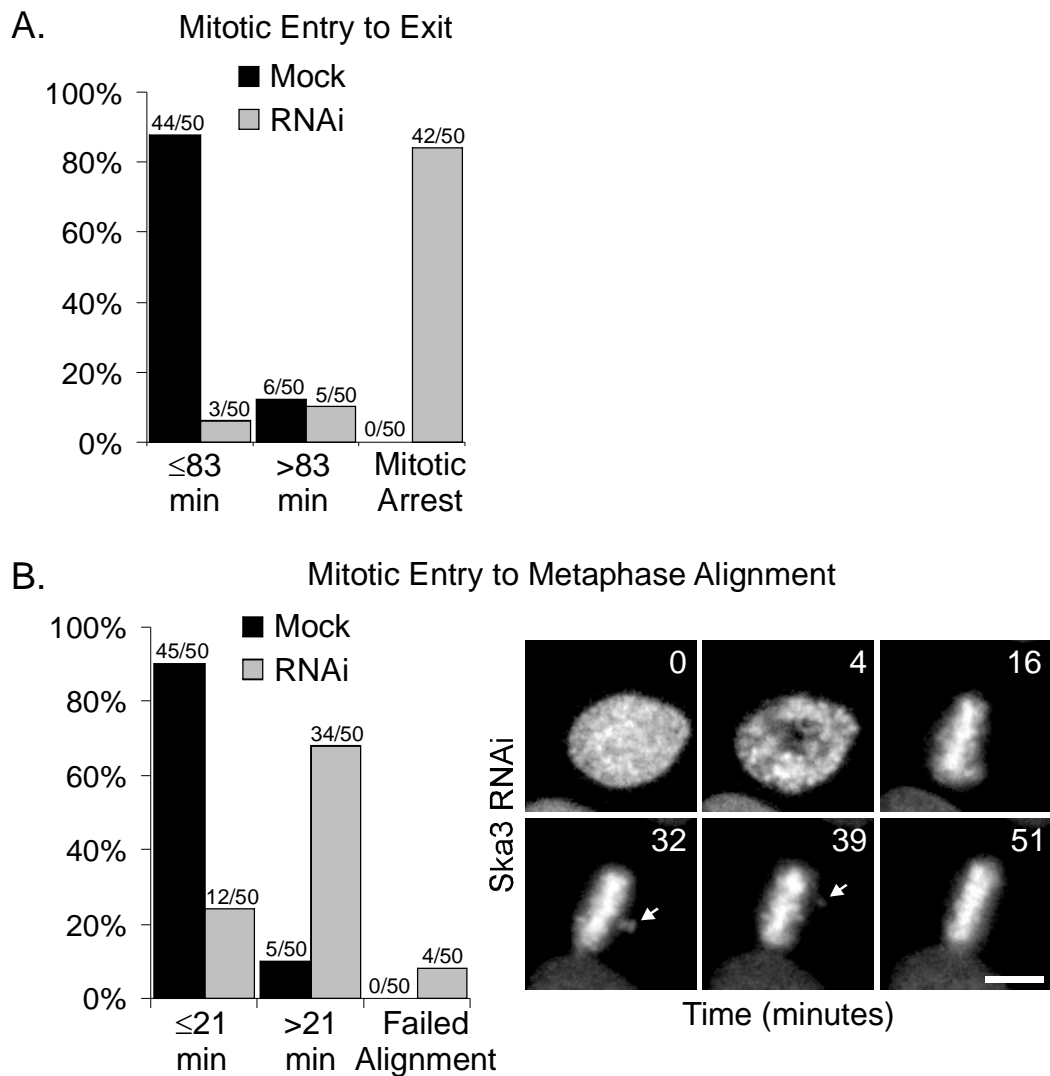 A.
Mitotic Entry to Exit
Mock
RNAi
100%
80%
60%
40%
20%
0%
44/50
3/50
6/50
5/50
0/50
42/50
≤83 min
>83 min
Mitotic Arrest
B.
Mitotic Entry to Metaphase Alignment
Mock
RNAi
100%
80%
60%
40%
20%
0%
45/50
12/50
5/50
34/50
0/50
4/50
≤21 min
>21 min
Failed Alignment
Ska3 RNAi
0
4
16
32
39
51
Time (minutes)